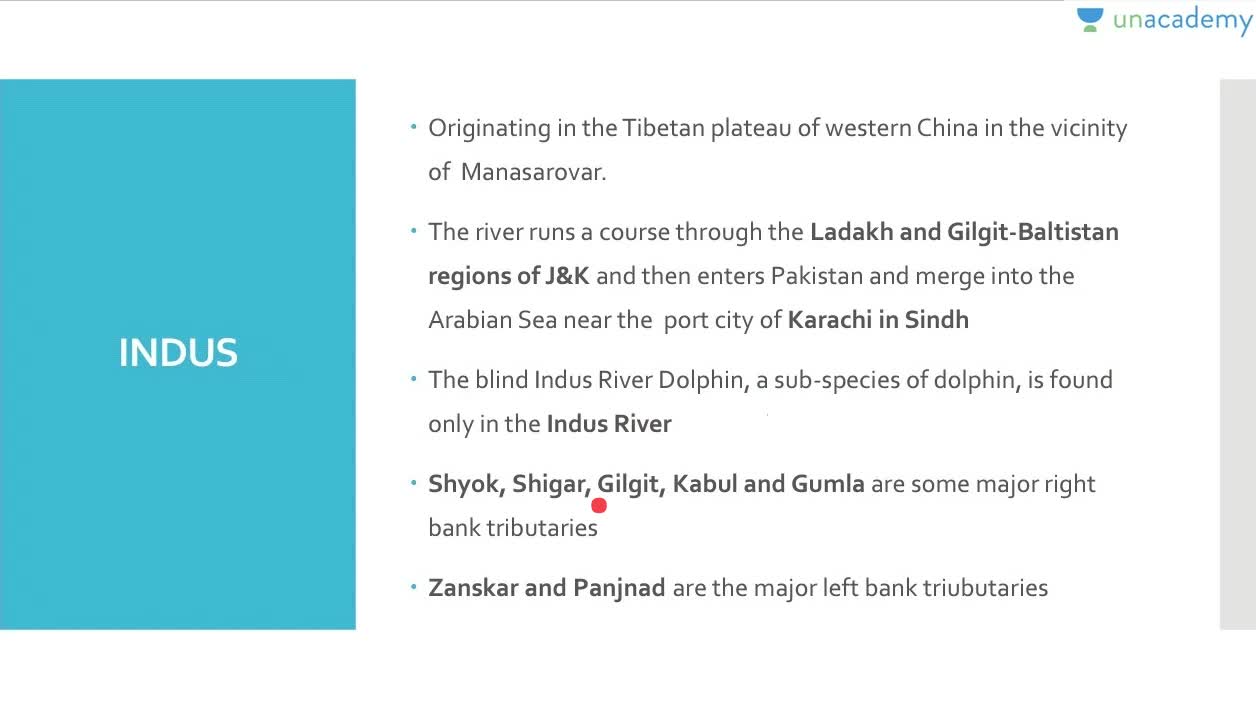 unacademy
Originating in the Tibetan plateau of western China in the vicinity
of Manasarovar.
The river runs a course through the Ladakh and Gilgit-Baltistan
regions of J&K and then enters Pakistan and merge into the
Arabian Sea near the port city of Karachi in Sindh
INDUS
The blind Indus River Dolphin, a sub-species of dolphin, is found
only in the Indus River
Shyok, Shigar, Gilgit, Kabul and Gumla are some major right
bank tributaries
Zanskar and Panjnad are the major left bank triubutaries